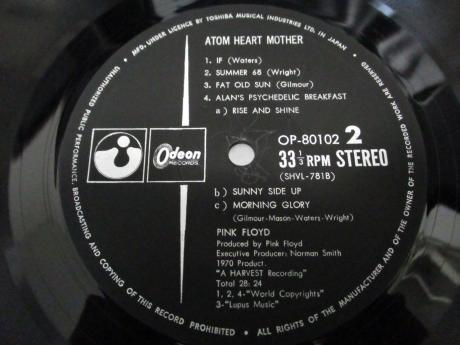 • MFD. UNDER LICENCE BY TOSHIBA MUSICAL INDUSTRIES LTD. IN JAPAN •
ATOM HEART MOTHER
1. IF (Waters)
2. SUMMER 68 (Wright)
3. FAT OLD SUN (Gilmour)
4. ALAN'S PSYCHEDELIC BREAKFAST
a) RISE AND SHINE
Odeon
RECORDS
OP-80102 2
33 1/3 RPM STEREO
(SHVL-781B)
b) SUNNY SIDE UP
c) MORNING GLORY
(Gilmour-Mason-Waters-Wright)
PINK FLOYD
Produced by Pink Floyd
Executive Producer: Norman Smith
1970 Product.
"A HARVEST Recording"
Total 28: 24
1, 2, 4-"World Copyrights"
3-"Lupus Music"
UNAUTHORIZED PUBLIC PERFORMANCE, BROADCASTING AND COPYING OF THIS RECORD PROHIBITED • ALL RIGHTS OF THE MANUFACTURER AND OF THE OWNER OF THE RECORDED WORK ARE RESERVED